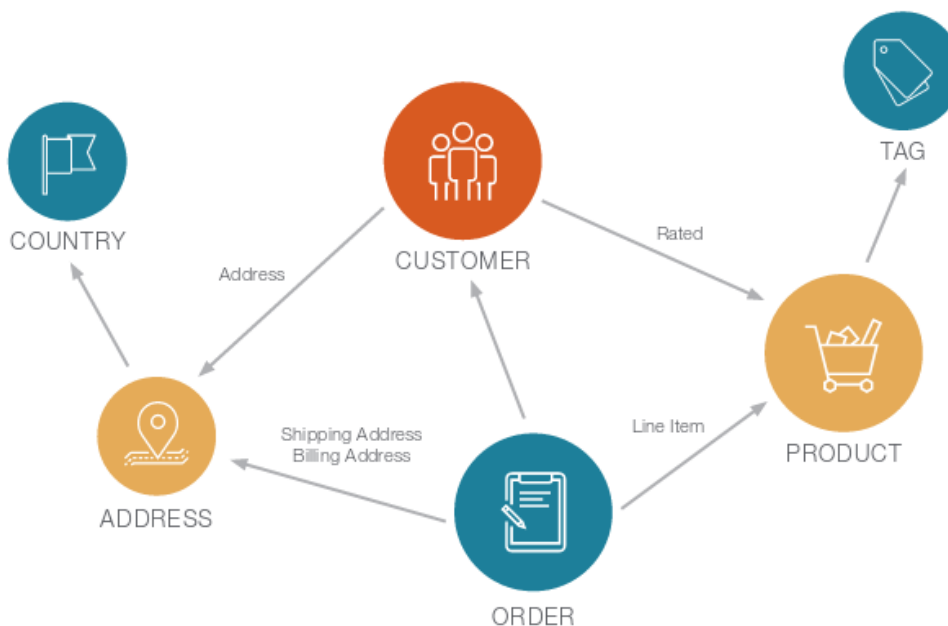 TAG
COUNTRY
CUSTOMER
Rated
Address
Shipping Address
Billing Address
Line Item
PRODUCT
ADDRESS
ORDER